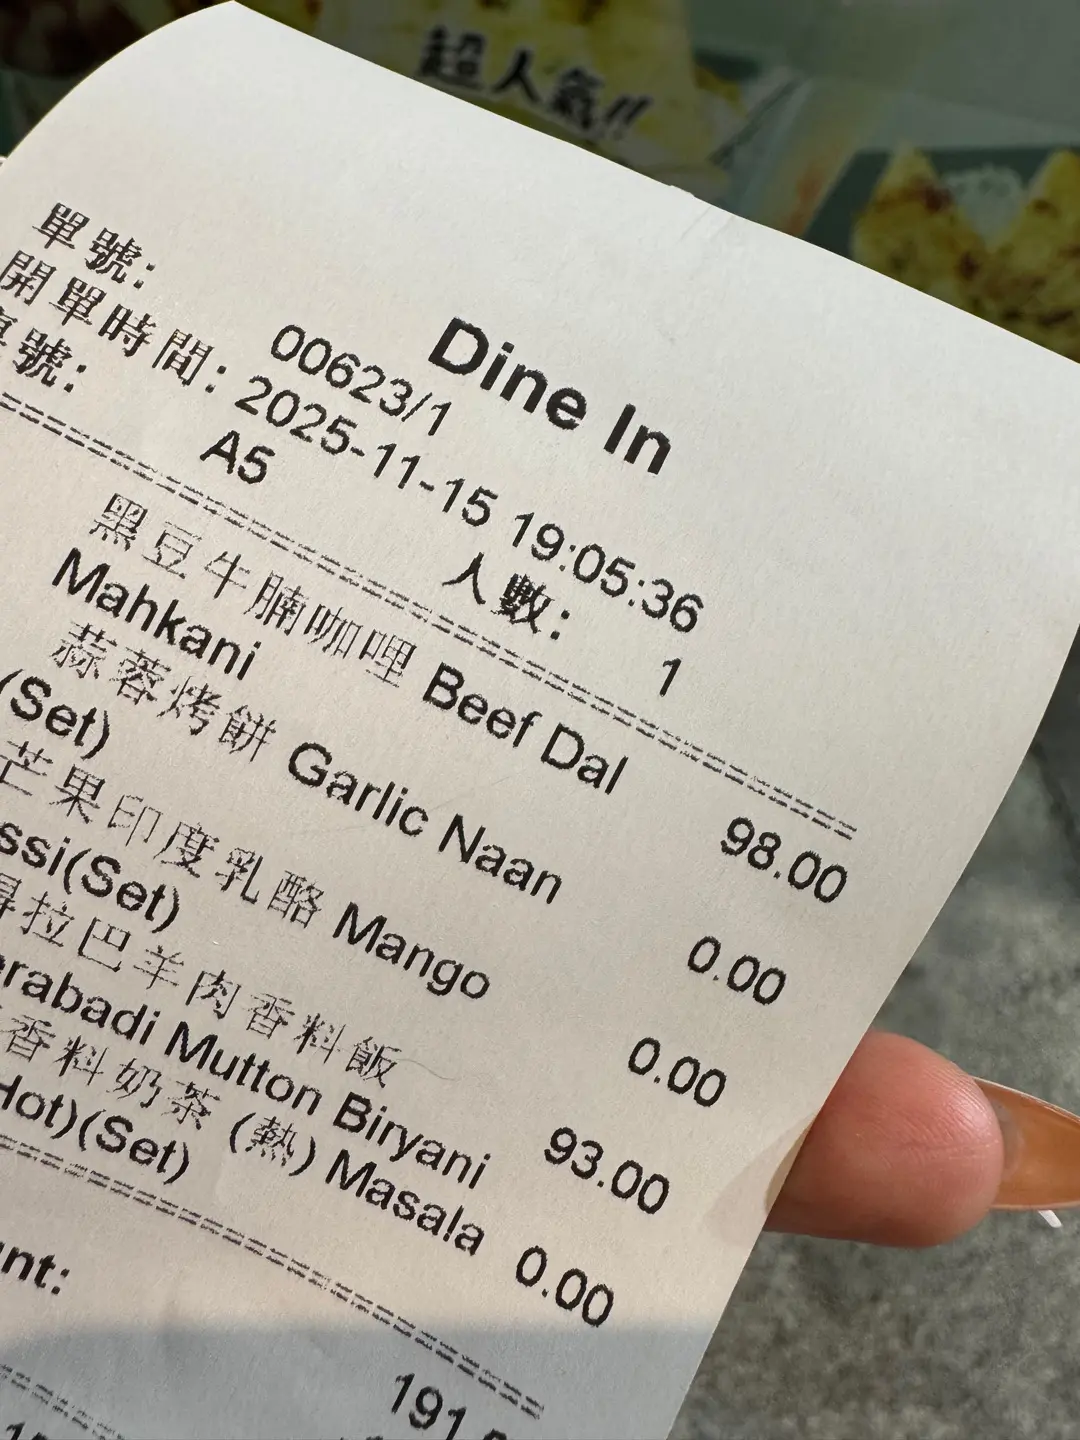 超人氣!!
Dine In
單號: 00623/1
開單時間: 2025-11-15 19:05:36
號: A5 人數: 1
黑豆牛腩咖哩 Beef Dal
Mahkani 98.00
蒜蓉烤餅 Garlic Naan
(Set) 0.00
芒果印度乳酪 Mango
ssi(Set) 0.00
拉巴羊肉香料飯
erabadi Mutton Biryani 93.00
香料奶茶 (熱) Masala
Hot)(Set) 0.00
unt: 191.